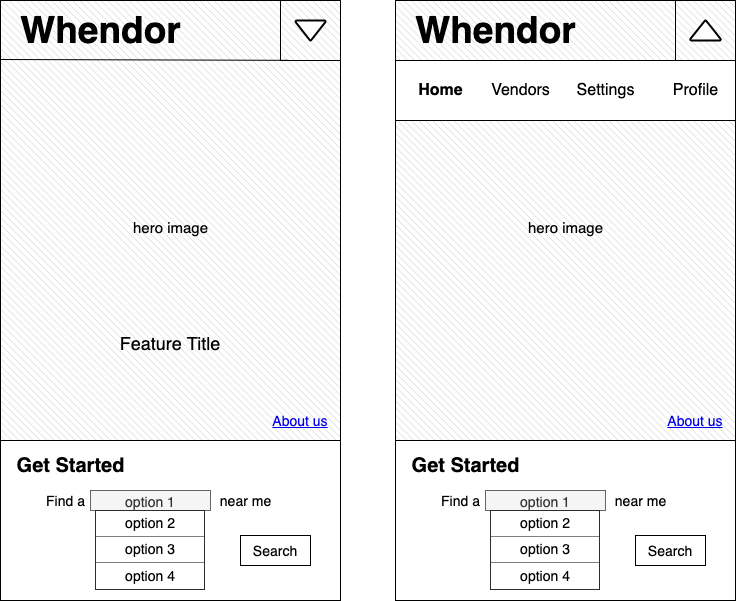 Whendor
hero image
Feature Title
About us
Get Started
Find a option 1 near me
option 2
option 3
Search
option 4
Whendor
Home Vendors Settings Profile
hero image
About us
Get Started
Find a option 1 near me
option 2
option 3
Search
option 4